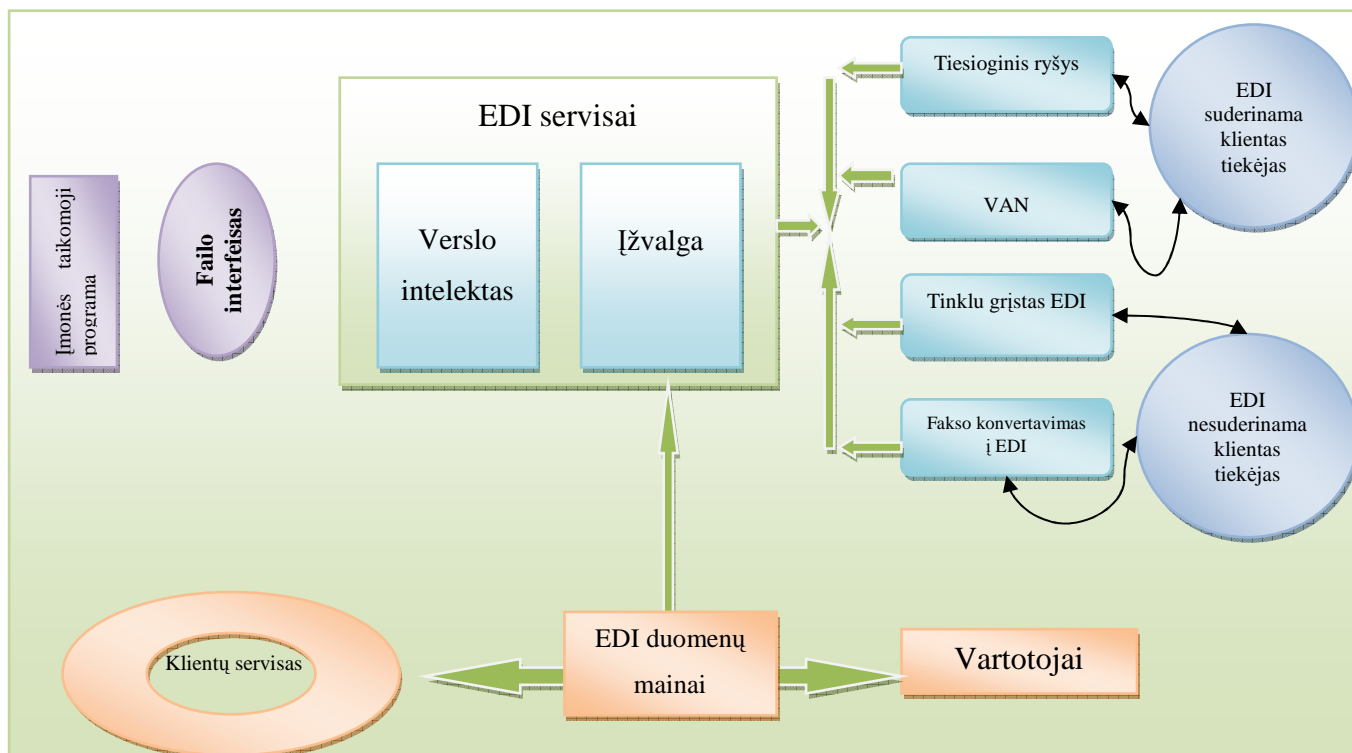 Įmonės taikomoji
programa
Failo
interfeisas
EDI servisai
Verslo
intelektas
Įžvalga
Tiesioginis ryšys
VAN
Tinklu grįstas EDI
Fakso konvertavimas
į EDI
EDI
suderinama
klientas
tiekėjas
EDI
nesuderinama
klientas
tiekėjas
Klientų servisas
EDI duomenų
mainai
Vartotojai